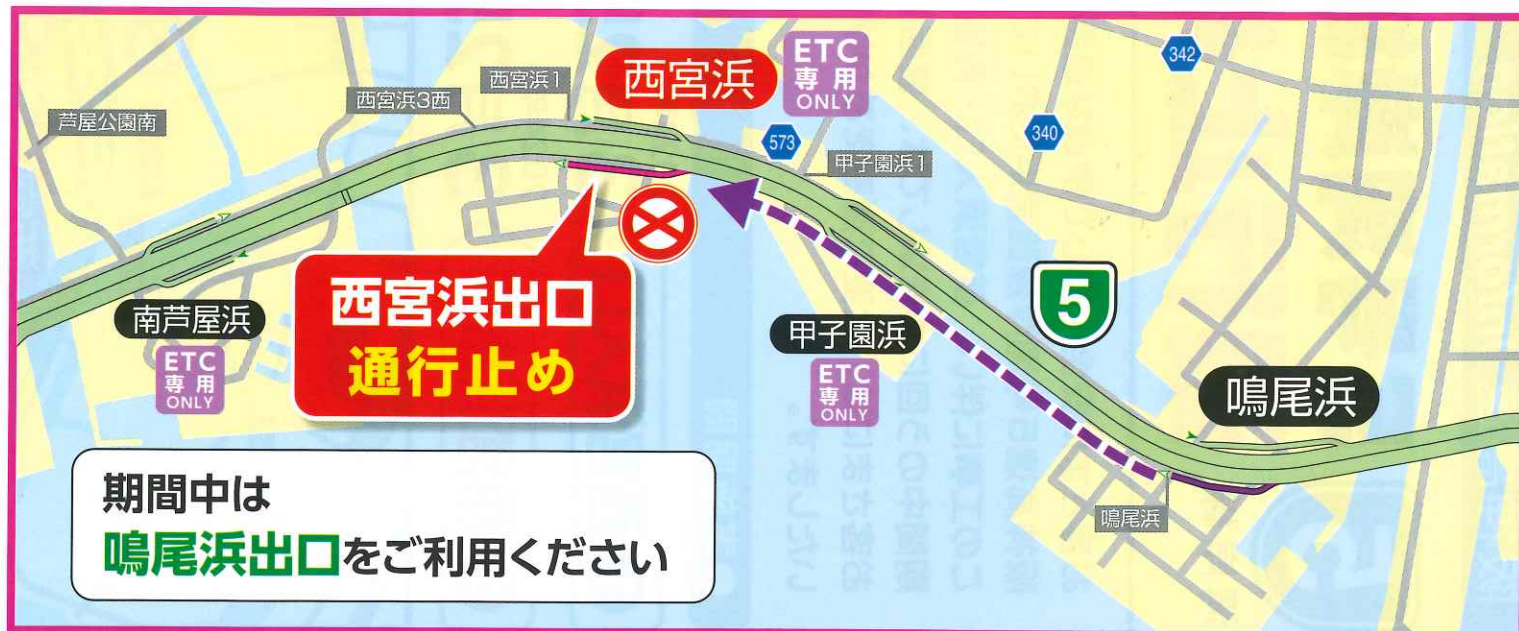 芦屋公園南
西宮浜3西
西宮浜1
西宮浜
ETC
専用
ONLY
342
340
573
甲子園浜1
5
南芦屋浜
ETC
専用
ONLY
西宮浜出口
通行止め
甲子園浜
ETC
専用
ONLY
鳴尾浜
鳴尾浜
期間中は
鳴尾浜出口をご利用ください